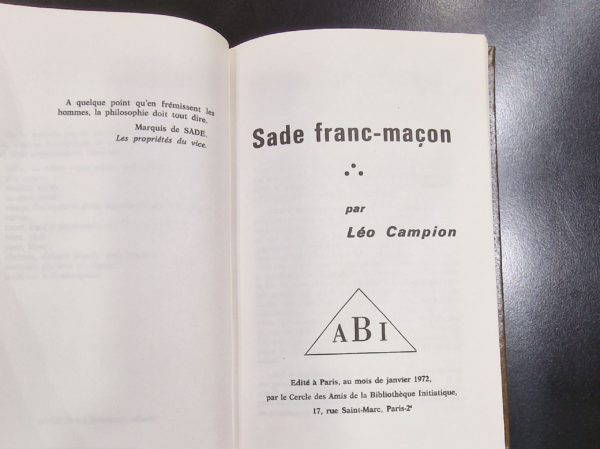 A quelque point qu'en frémissent les
hommes, la philosophie doit tout dire.
Marquis de SADE.
Les propriétés du vice.
Sade franc-maçon
∴
par
Léo Campion
ABI
Edité à Paris, au mois de janvier 1972,
par le Cercle des Amis de la Bibliothèque Initiatique,
17, rue Saint-Marc, Paris-2e